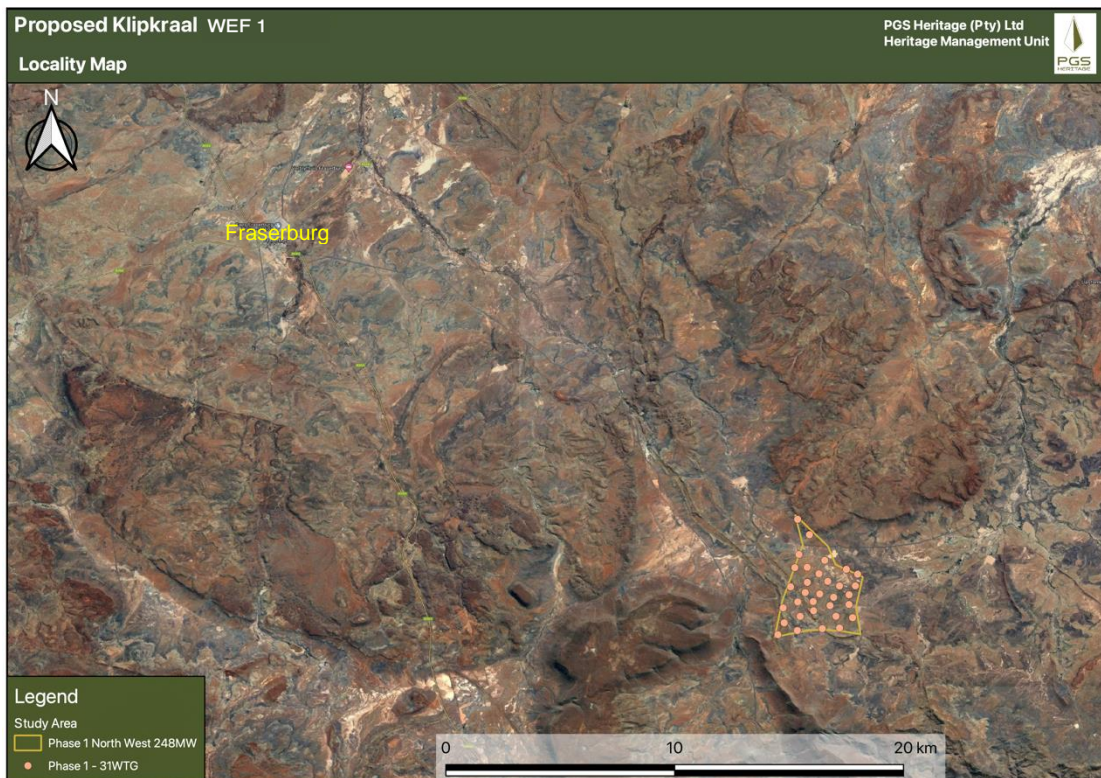 Proposed Klipkraal WEF 1
Locality Map
PGS Heritage (Pty) Ltd
Heritage Management Unit
PGS
HERITAGE
N
Fraserburg
Legend
Study Area
Phase 1 North West 248MW
Phase 1 - 31WTG
0 10 20 km